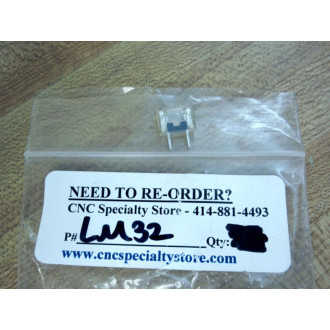 NEED TO RE-ORDER?
CNC Specialty Store - 414-881-4493
P# LM32 Qty:
www.cncspecialtystore.com